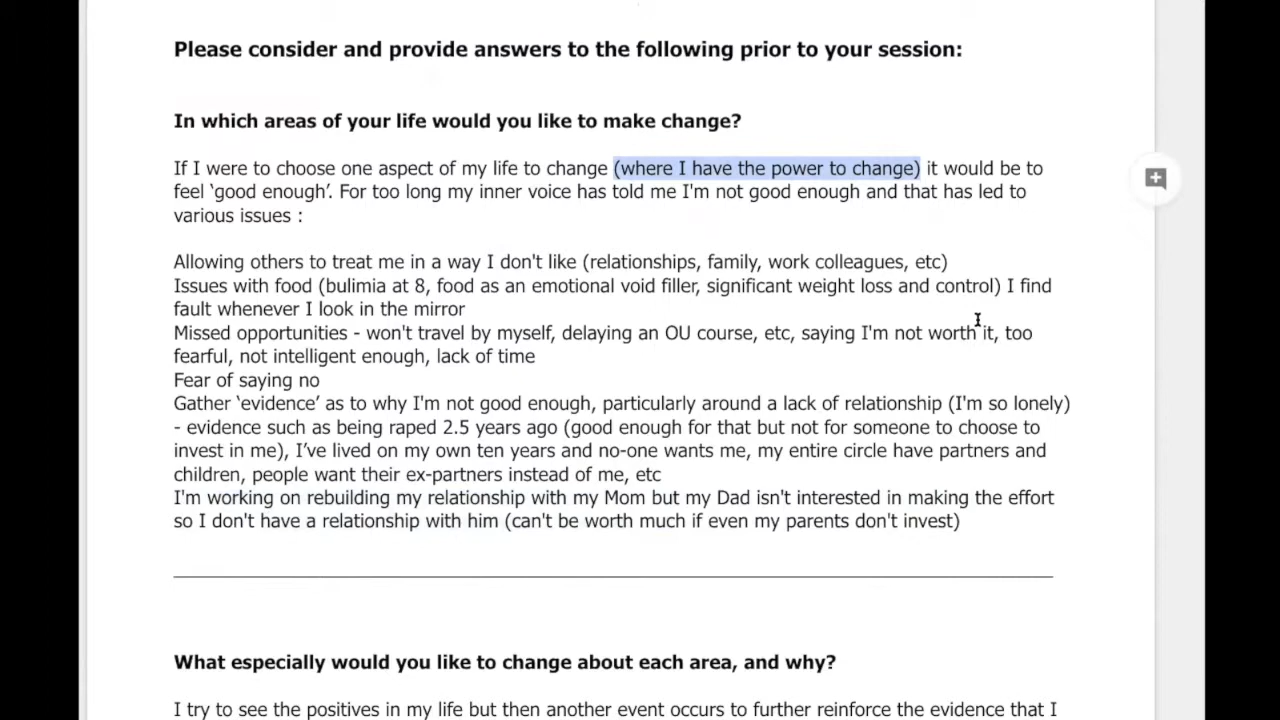 Please consider and provide answers to the following prior to your session:
In which areas of your life would you like to make change?
If I were to choose one aspect of my life to change (where I have the power to change) it would be to
feel ‘good enough’. For too long my inner voice has told me I'm not good enough and that has led to
various issues :
Allowing others to treat me in a way I don't like (relationships, family, work colleagues, etc)
Issues with food (bulimia at 8, food as an emotional void filler, significant weight loss and control) I find
fault whenever I look in the mirror
Missed opportunities - won't travel by myself, delaying an OU course, etc, saying I'm not worth it, too
fearful, not intelligent enough, lack of time
Fear of saying no
Gather ‘evidence’ as to why I'm not good enough, particularly around a lack of relationship (I'm so lonely)
- evidence such as being raped 2.5 years ago (good enough for that but not for someone to choose to
invest in me), I’ve lived on my own ten years and no-one wants me, my entire circle have partners and
children, people want their ex-partners instead of me, etc
I'm working on rebuilding my relationship with my Mom but my Dad isn't interested in making the effort
so I don't have a relationship with him (can't be worth much if even my parents don't invest)
What especially would you like to change about each area, and why?
I try to see the positives in my life but then another event occurs to further reinforce the evidence that I